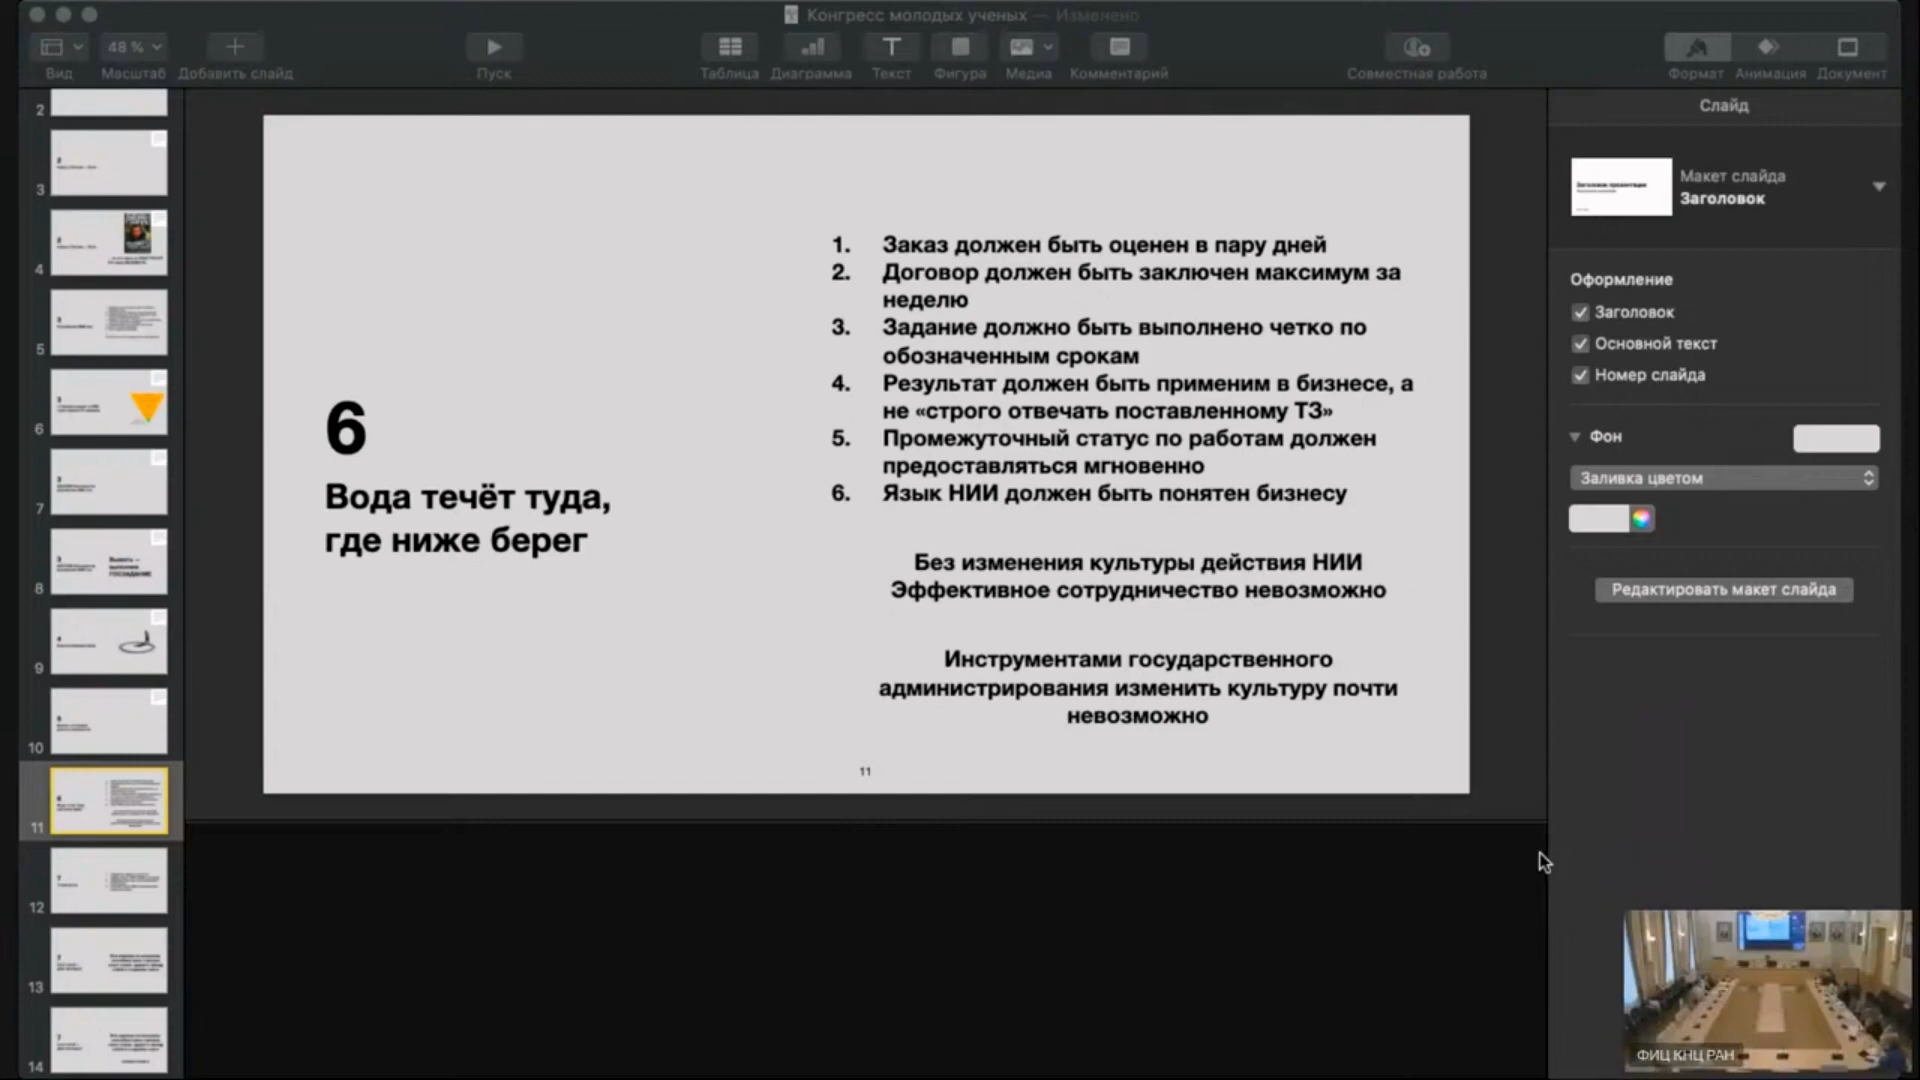 Конгресс молодых ученых — Изменено
48 %
Вид
Масштаб
Добавить слайд
Пуск
Таблица
Диаграмма
Текст
Фигура
Медиа
Комментарий
Совместная работа
Формат
Анимация
Документ
2
3
4
5
6
7
8
9
10
11
12
13
14
6
Вода течёт туда,
где ниже берег
1. Заказ должен быть оценен в пару дней
2. Договор должен быть заключен максимум за
неделю
3. Задание должно быть выполнено четко по
обозначенным срокам
4. Результат должен быть применим в бизнесе, а
не «строго отвечать поставленному ТЗ»
5. Промежуточный статус по работам должен
предоставляться мгновенно
6. Язык НИИ должен быть понятен бизнесу
Без изменения культуры действия НИИ
Эффективное сотрудничество невозможно
Инструментами государственного
администрирования изменить культуру почти
невозможно
11
Слайд
Макет слайда
Заголовок
Оформление
Заголовок
Основной текст
Номер слайда
Фон
Заливка цветом
Редактировать макет слайда
ФИЦ КНЦ РАН